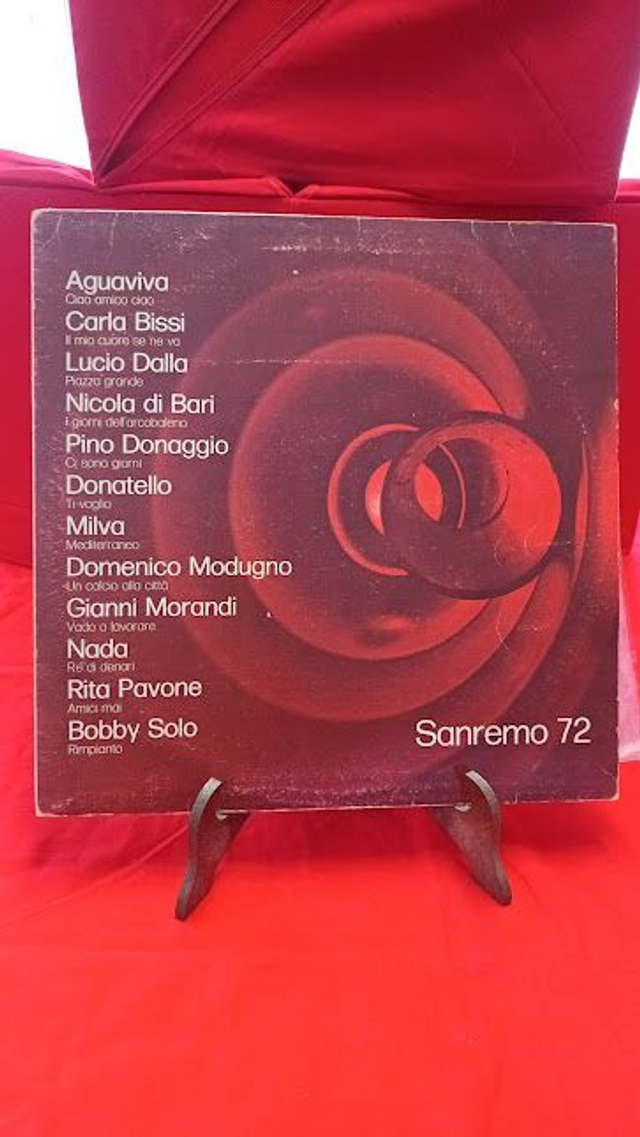 Aguaviva
Ciao amico ciao
Carla Bissi
Il mio cuore se ne va
Lucio Dalla
Piazza grande
Nicola di Bari
I giorni dell'arcobaleno
Pino Donaggio
Ci sono giorni
Donatello
Ti voglio
Milva
Mediterraneo
Domenico Modugno
Un calcio alla città
Gianni Morandi
Vado a lavorare
Nada
Re di denari
Rita Pavone
Amici mai
Bobby Solo
Rimpianto
Sanremo 72